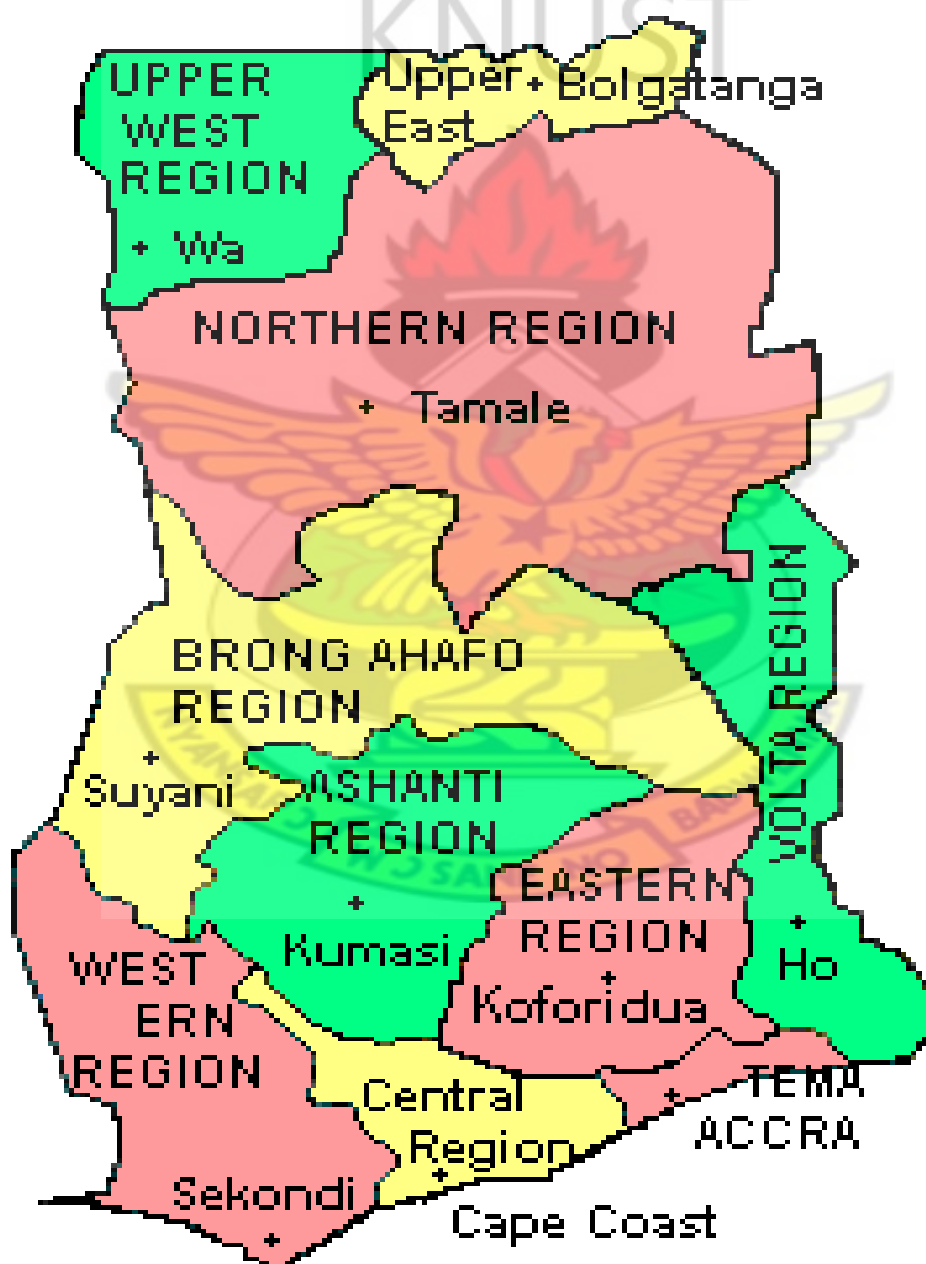 KNUST
UPPER
WEST
REGION
Wa
Upper
East
Bolgatanga
NORTHERN REGION
Tamale
BRONG AHAFO
REGION
Suyani
ASHANTI
REGION
Kumasi
VOLTA REGION
Ho
EASTERN
REGION
Koforidua
WEST
ERN
REGION
Sekondi
Central
Region
Cape Coast
TEMA
ACCRA